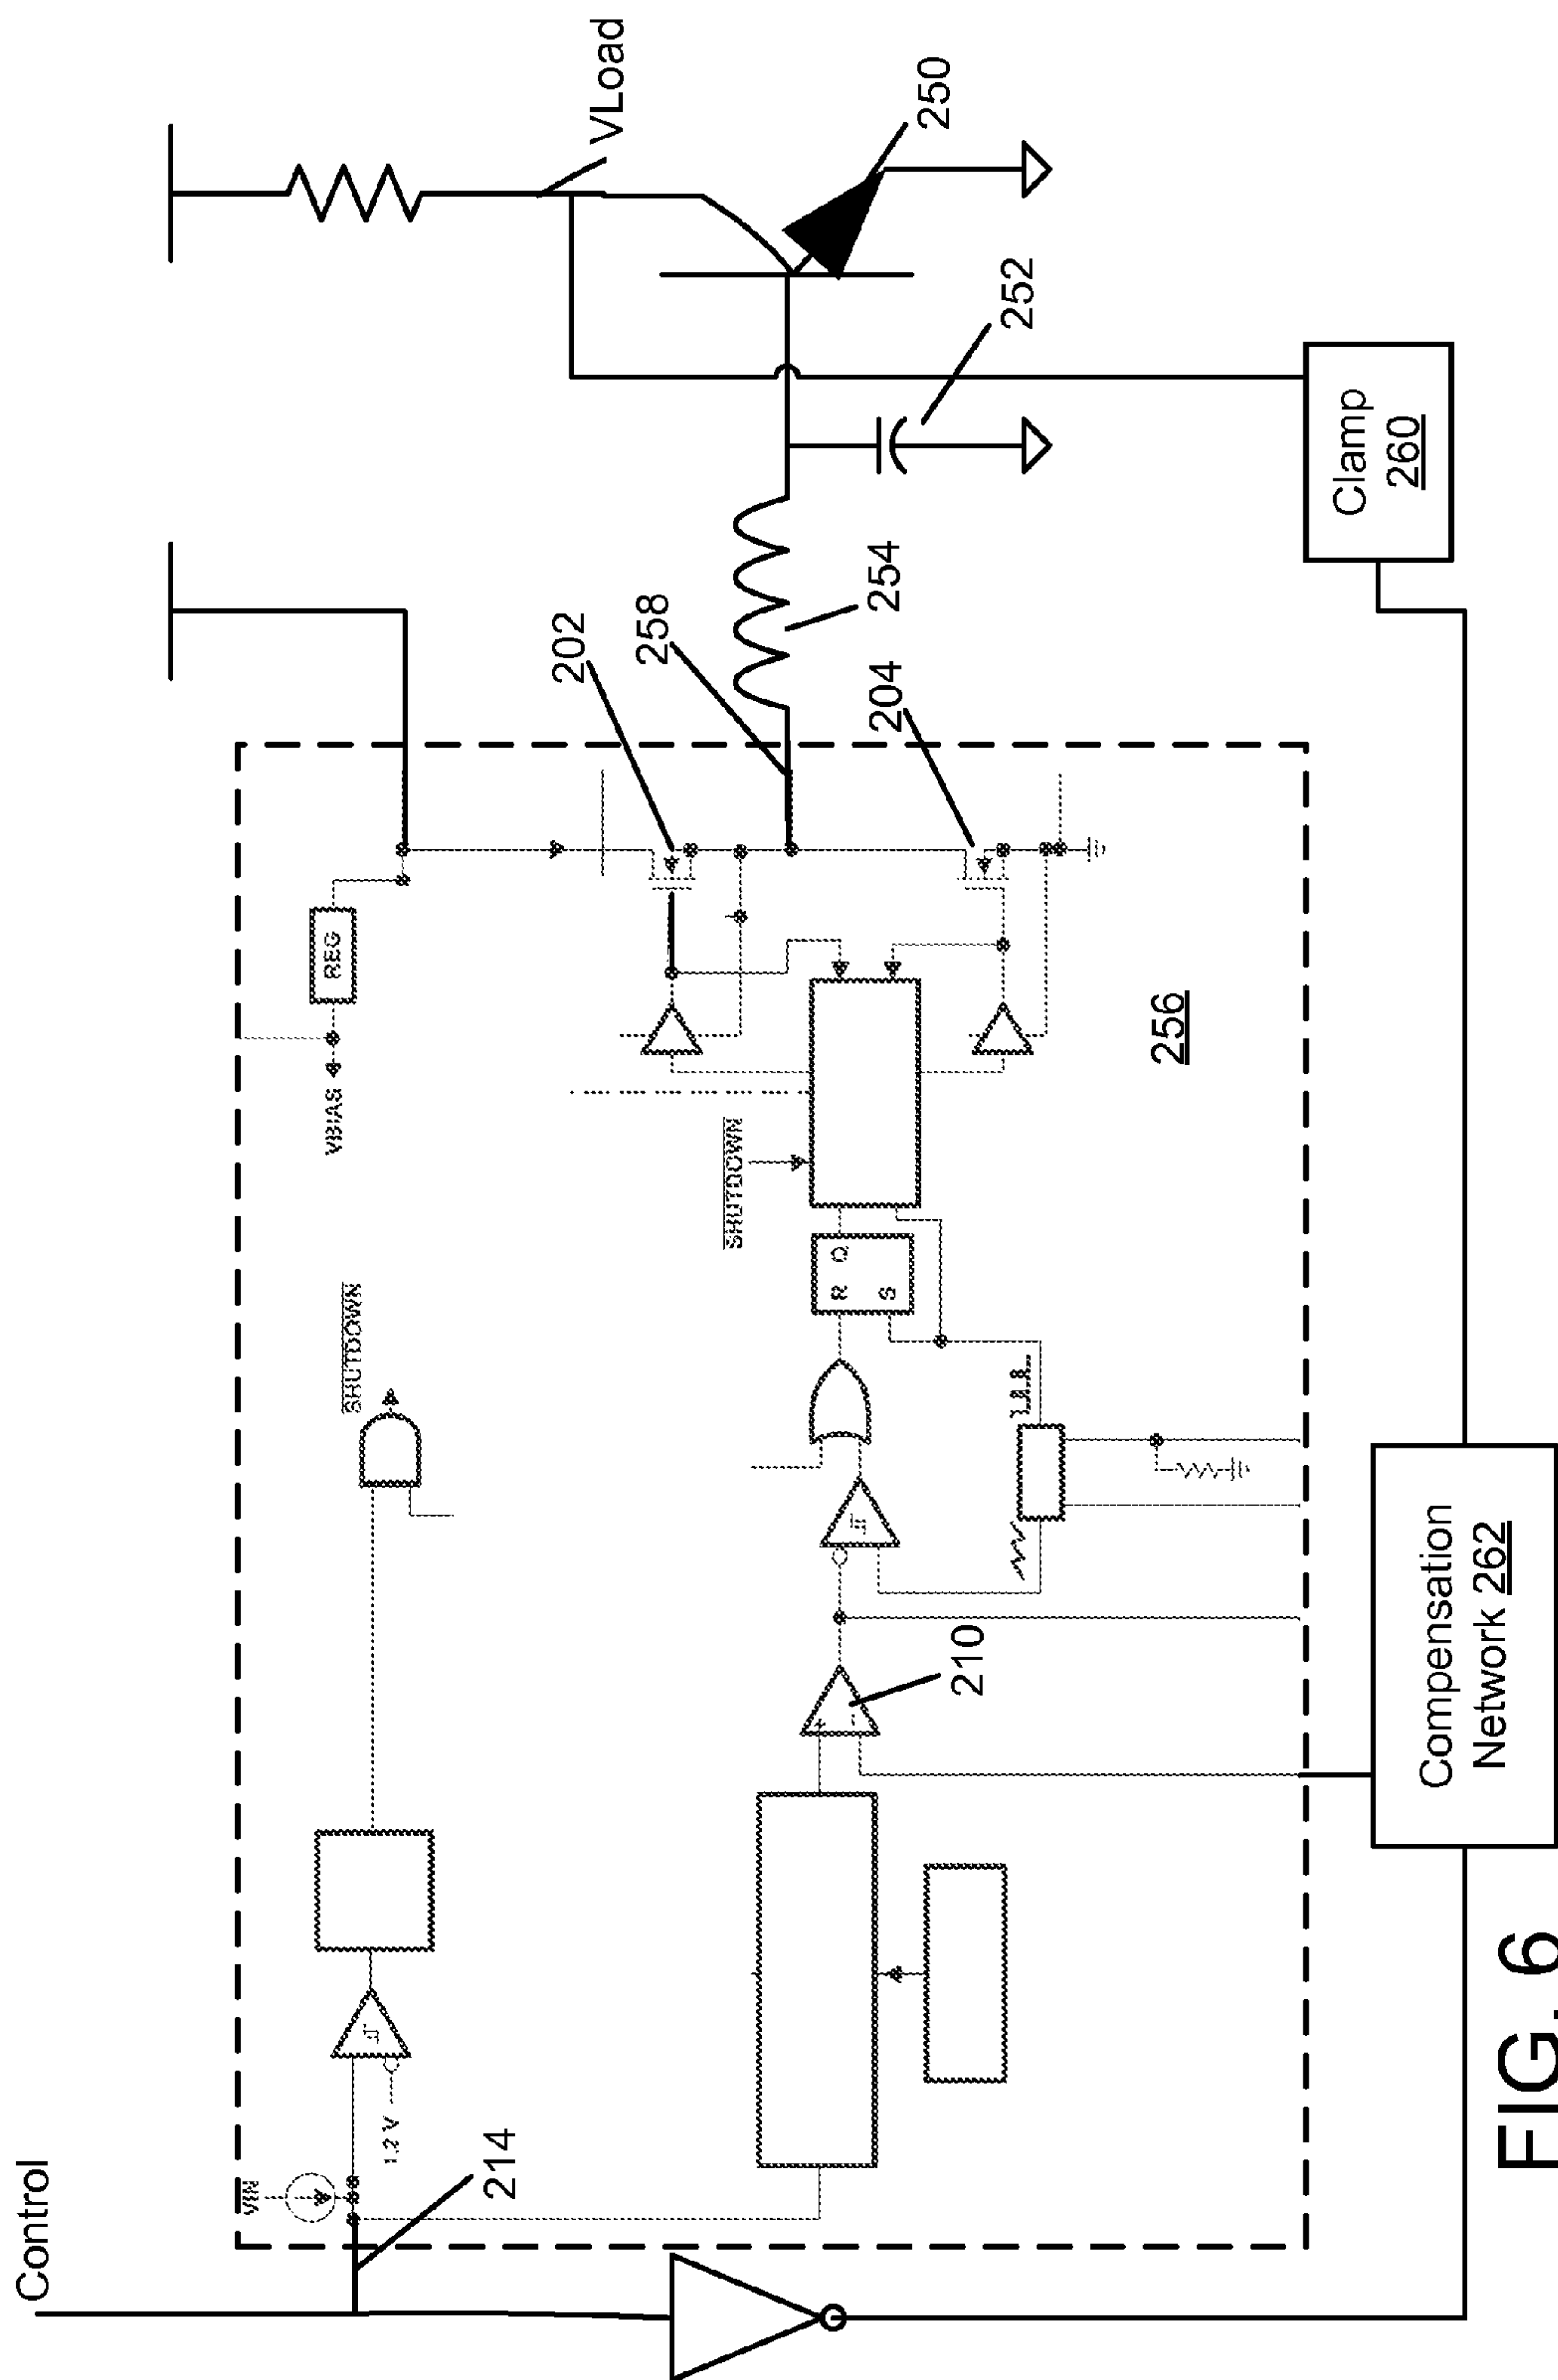 Control
VLoad
250
252
254
258
202
204
REG
VBIAS
SHUTDOWN
SHUTDOWN
R Q
S
256
210
VIN
1.2 V
214
Clamp
260
Compensation
Network 262
FIG. 6